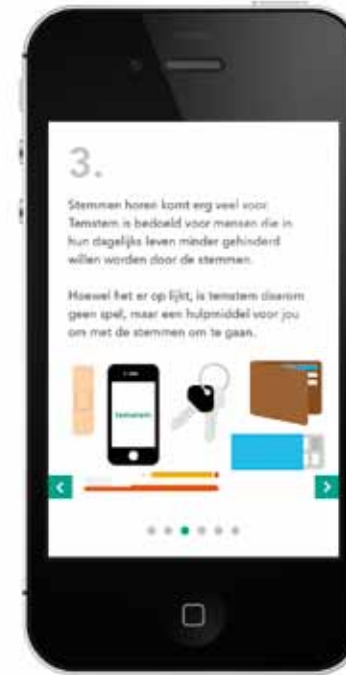 3.
Stemmen horen komt erg veel voor.
Temstem is bedoeld voor mensen die in
hun dagelijks leven minder gehinderd
willen worden door de stemmen.
Hoewel het er op lijkt, is temstem daarom
geen spel, maar een hulpmiddel voor jou
om met de stemmen om te gaan.
temstem